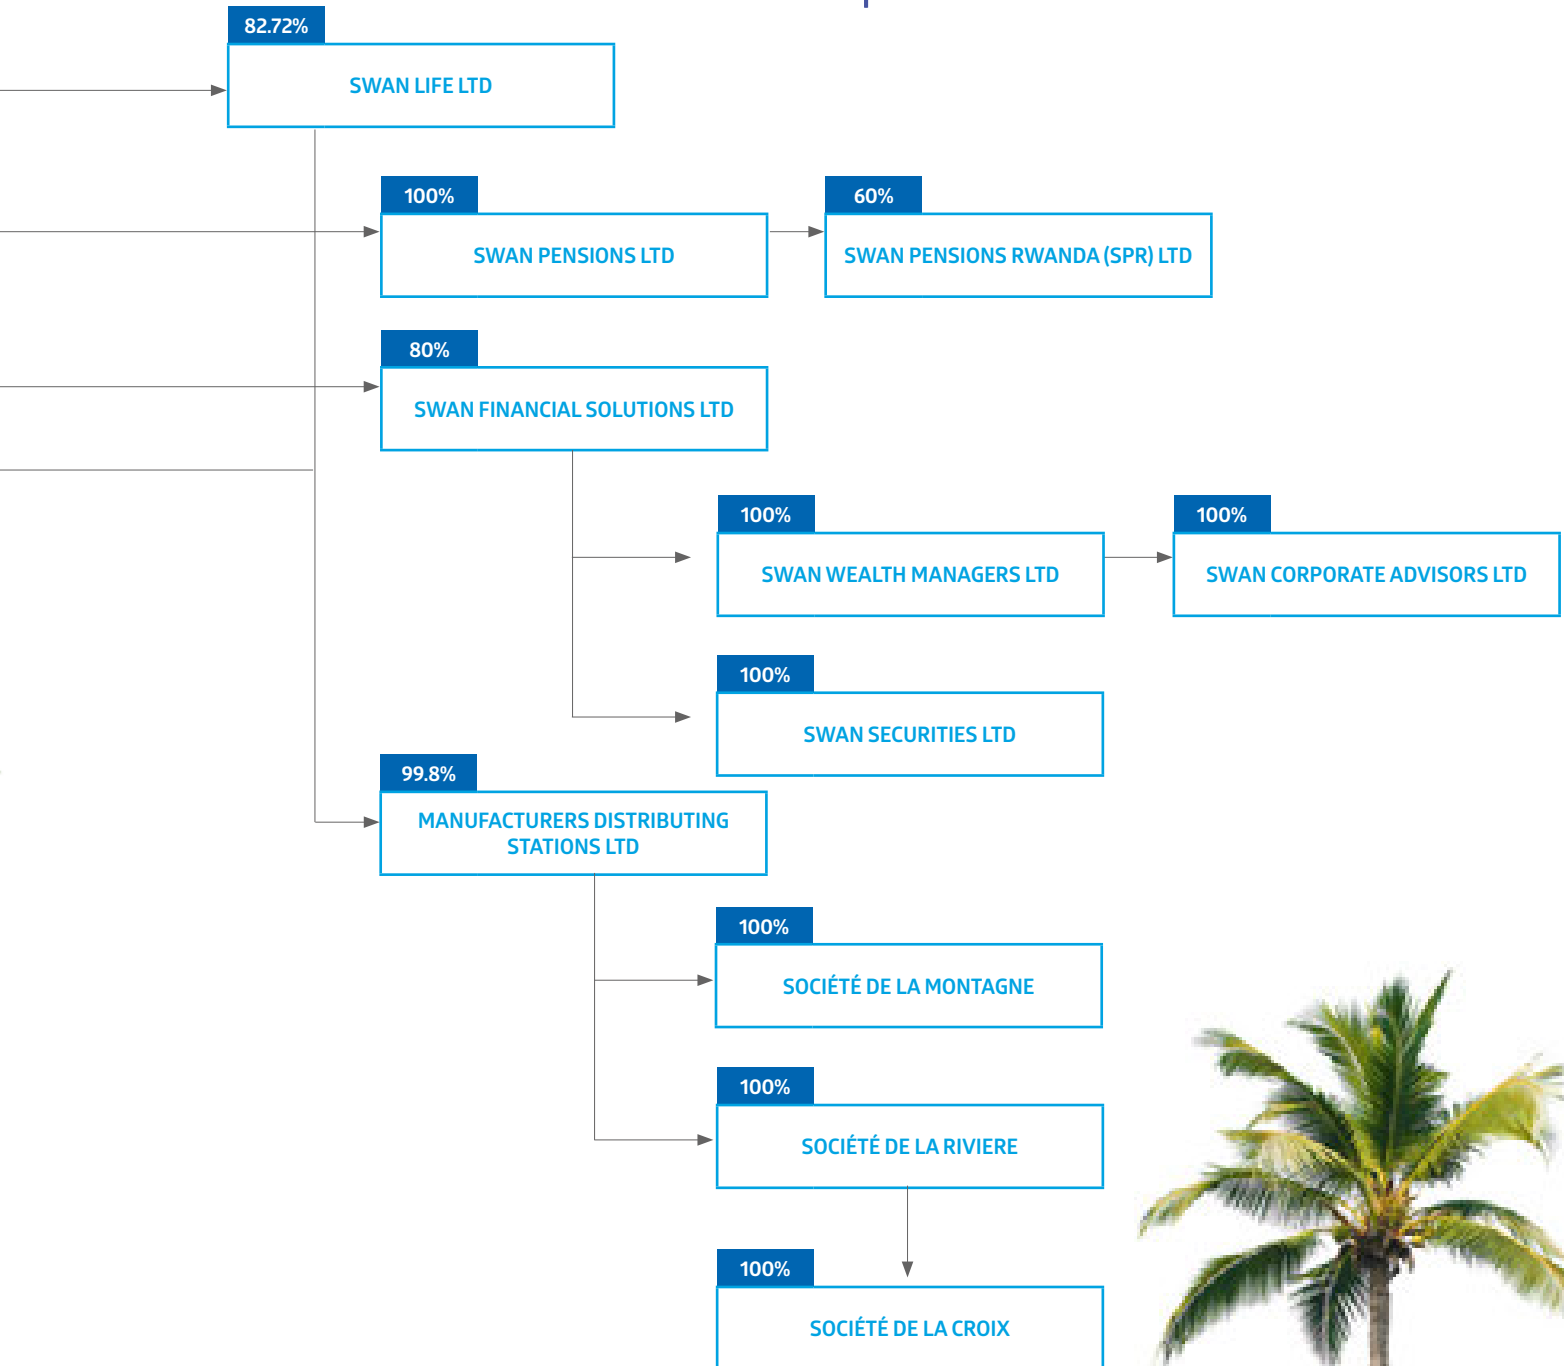 82.72%
SWAN LIFE LTD
100%
SWAN PENSIONS LTD
60%
SWAN PENSIONS RWANDA (SPR) LTD
80%
SWAN FINANCIAL SOLUTIONS LTD
100%
SWAN WEALTH MANAGERS LTD
100%
SWAN CORPORATE ADVISORS LTD
100%
SWAN SECURITIES LTD
99.8%
MANUFACTURERS DISTRIBUTING
STATIONS LTD
100%
SOCIÉTÉ DE LA MONTAGNE
100%
SOCIÉTÉ DE LA RIVIERE
100%
SOCIÉTÉ DE LA CROIX